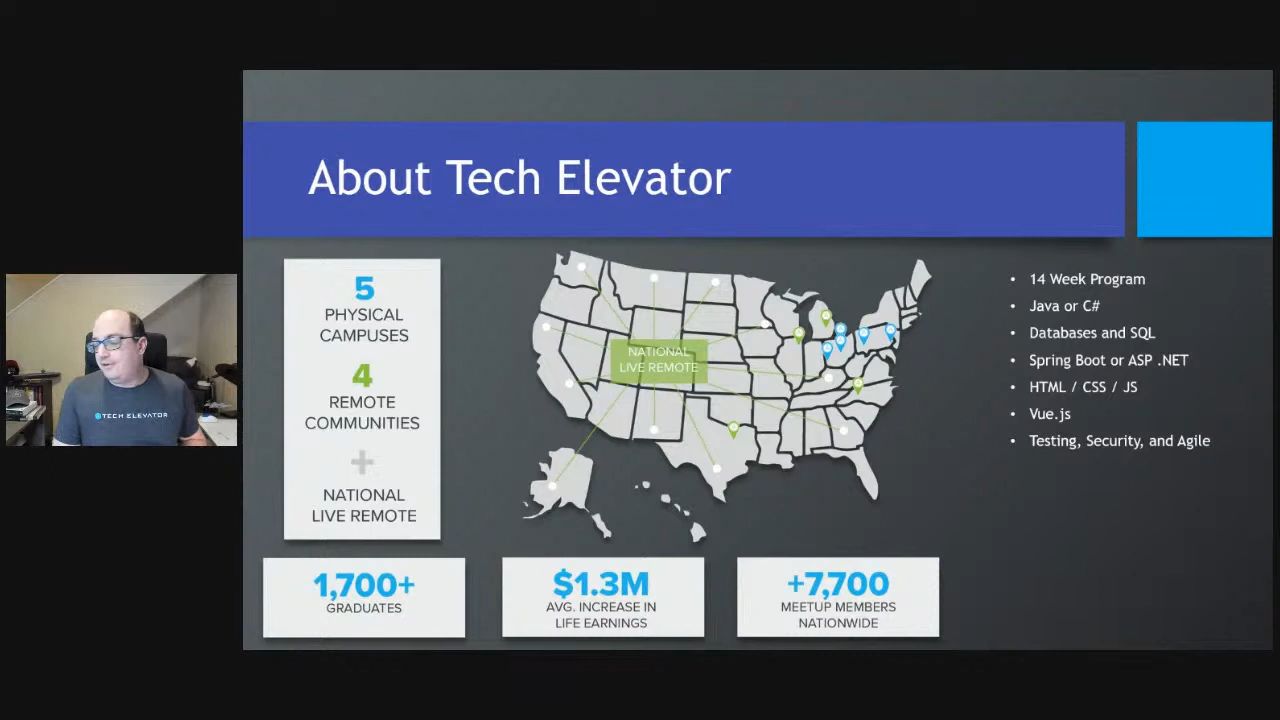 About Tech Elevator
5
PHYSICAL
CAMPUSES
4
REMOTE
COMMUNITIES
+
NATIONAL
LIVE REMOTE
NATIONAL
LIVE REMOTE
• 14 Week Program
• Java or C#
• Databases and SQL
• Spring Boot or ASP .NET
• HTML / CSS / JS
• Vue.js
• Testing, Security, and Agile
TECH ELEVATOR
1,700+
GRADUATES
$1.3M
AVG. INCREASE IN
LIFE EARNINGS
+7,700
MEETUP MEMBERS
NATIONWIDE